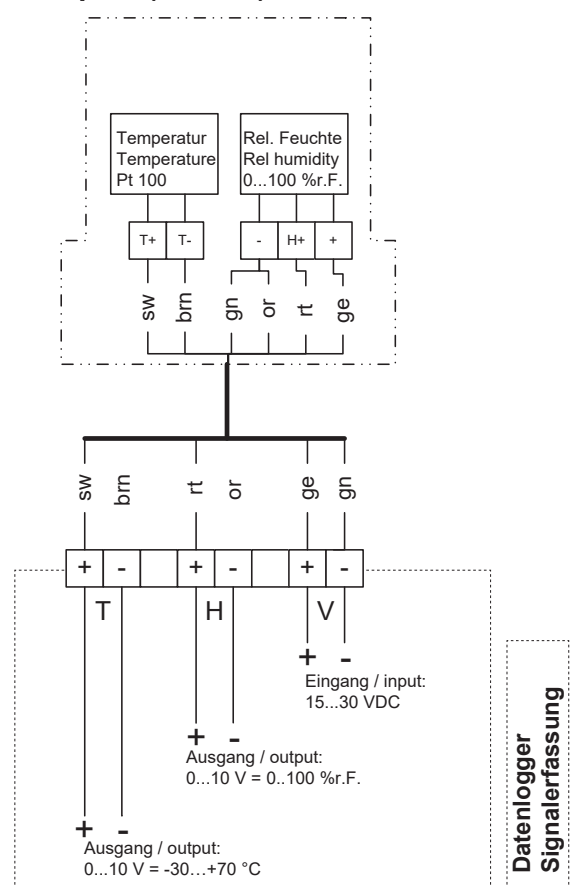 Temperatur
Temperature
Pt 100
Rel. Feuchte
Rel humidity
0...100 %r.F.
T+ T- - H+ +
sw brn gn or rt ge
sw brn rt or ge gn
+ - + - + -
T H V
+ -
Eingang / input:
15...30 VDC
+ -
Ausgang / output:
0...10 V = 0..100 %r.F.
+ -
Ausgang / output:
0...10 V = -30…+70 °C
Datenlogger
Signalerfassung